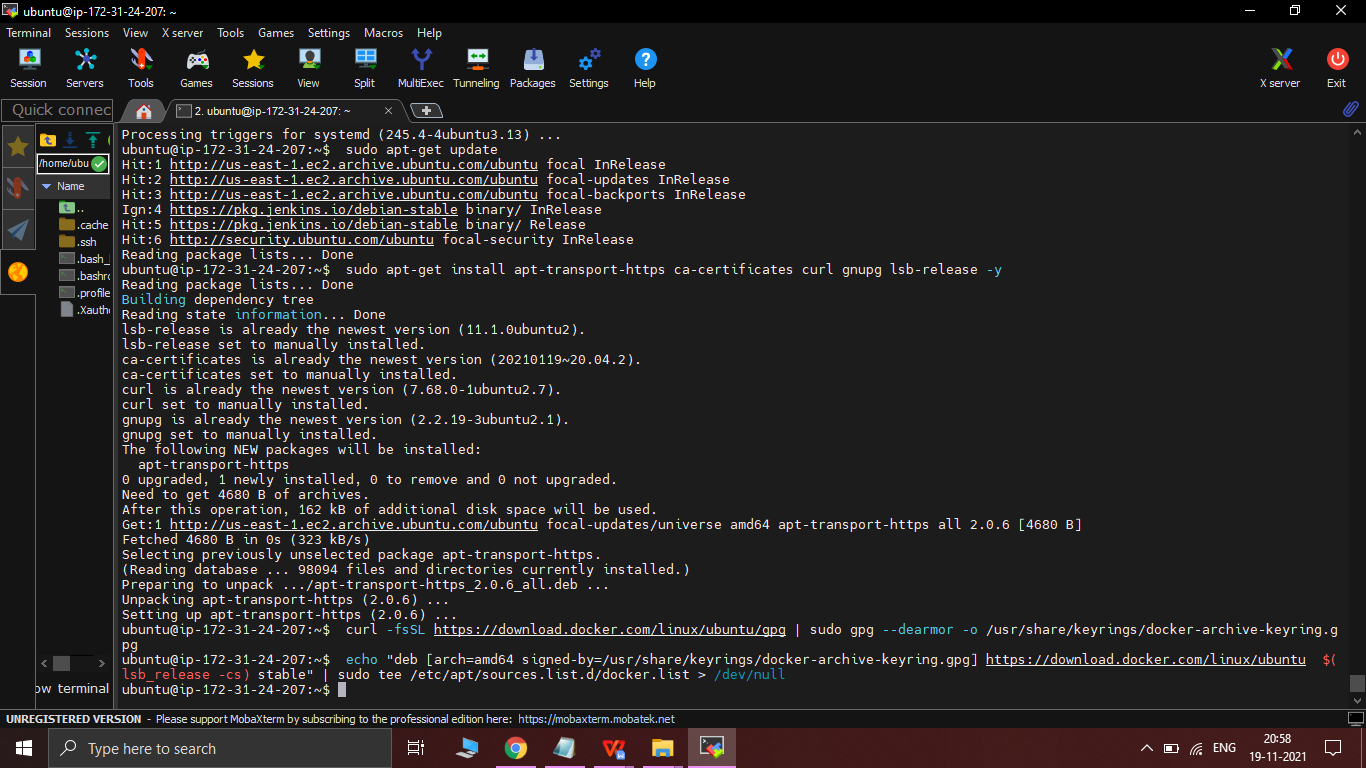 ubuntu@ip-172-31-24-207: ~
Terminal Sessions View X server Tools Games Settings Macros Help
Session Servers Tools Games Sessions View Split MultiExec Tunneling Packages Settings Help X server Exit
Quick connec
2. ubuntu@ip-172-31-24-207: ~
/home/ubu
Name
..
.cache
.ssh
.bash_
.bashro
.profile
.Xautho
ow terminal
Processing triggers for systemd (245.4-4ubuntu3.13) ...
ubuntu@ip-172-31-24-207:~$  sudo apt-get update
Hit:1 http://us-east-1.ec2.archive.ubuntu.com/ubuntu focal InRelease
Hit:2 http://us-east-1.ec2.archive.ubuntu.com/ubuntu focal-updates InRelease
Hit:3 http://us-east-1.ec2.archive.ubuntu.com/ubuntu focal-backports InRelease
Ign:4 https://pkg.jenkins.io/debian-stable binary/ InRelease
Hit:5 https://pkg.jenkins.io/debian-stable binary/ Release
Hit:6 http://security.ubuntu.com/ubuntu focal-security InRelease
Reading package lists... Done
ubuntu@ip-172-31-24-207:~$  sudo apt-get install apt-transport-https ca-certificates curl gnupg lsb-release -y
Reading package lists... Done
Building dependency tree
Reading state information... Done
lsb-release is already the newest version (11.1.0ubuntu2).
lsb-release set to manually installed.
ca-certificates is already the newest version (20210119~20.04.2).
ca-certificates set to manually installed.
curl is already the newest version (7.68.0-1ubuntu2.7).
curl set to manually installed.
gnupg is already the newest version (2.2.19-3ubuntu2.1).
gnupg set to manually installed.
The following NEW packages will be installed:
  apt-transport-https
0 upgraded, 1 newly installed, 0 to remove and 0 not upgraded.
Need to get 4680 B of archives.
After this operation, 162 kB of additional disk space will be used.
Get:1 http://us-east-1.ec2.archive.ubuntu.com/ubuntu focal-updates/universe amd64 apt-transport-https all 2.0.6 [4680 B]
Fetched 4680 B in 0s (323 kB/s)
Selecting previously unselected package apt-transport-https.
(Reading database ... 98094 files and directories currently installed.)
Preparing to unpack .../apt-transport-https_2.0.6_all.deb ...
Unpacking apt-transport-https (2.0.6) ...
Setting up apt-transport-https (2.0.6) ...
ubuntu@ip-172-31-24-207:~$  curl -fsSL https://download.docker.com/linux/ubuntu/gpg | sudo gpg --dearmor -o /usr/share/keyrings/docker-archive-keyring.g
pg
ubuntu@ip-172-31-24-207:~$  echo "deb [arch=amd64 signed-by=/usr/share/keyrings/docker-archive-keyring.gpg] https://download.docker.com/linux/ubuntu  $(
lsb_release -cs) stable" | sudo tee /etc/apt/sources.list.d/docker.list > /dev/null
ubuntu@ip-172-31-24-207:~$
UNREGISTERED VERSION - Please support MobaXterm by subscribing to the professional edition here: https://mobaxterm.mobatek.net
Type here to search
ENG
20:58
19-11-2021